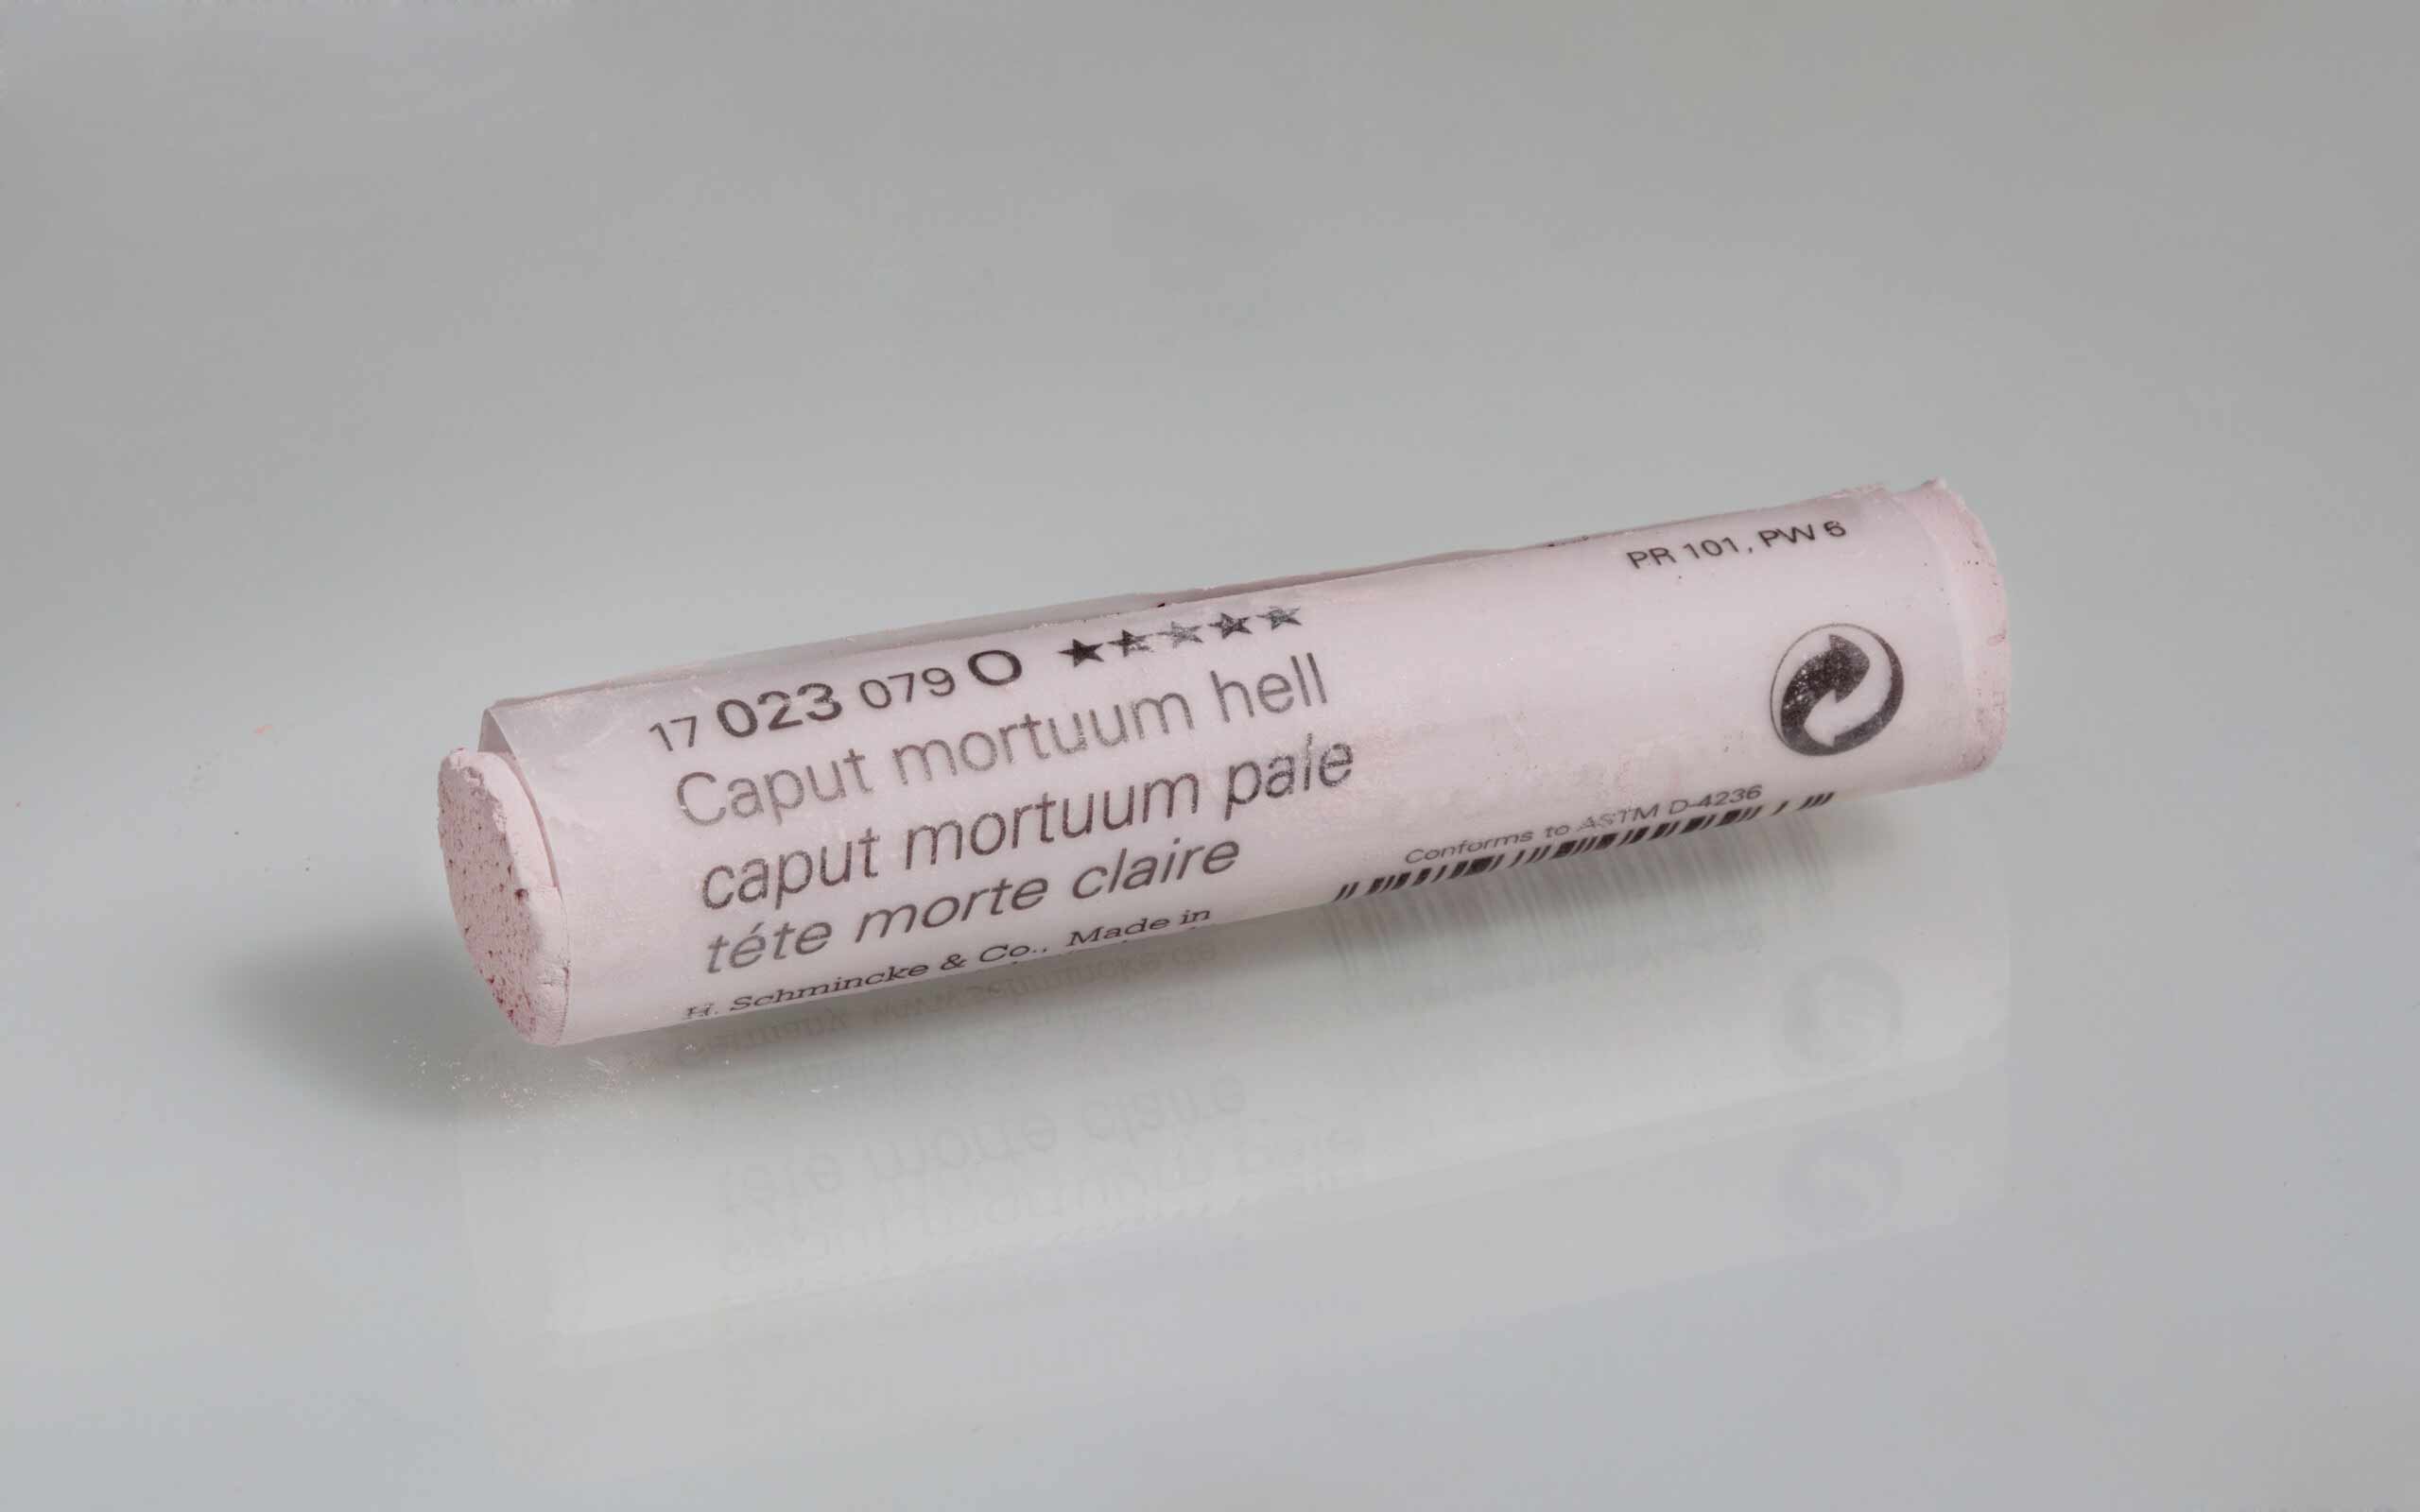 17 023 079 O ★★★★★
Caput mortuum hell
caput mortuum pale
téte morte claire
H. Schmincke & Co., Made in
PR 101, PW 6
Conforms to ASTM D-4236